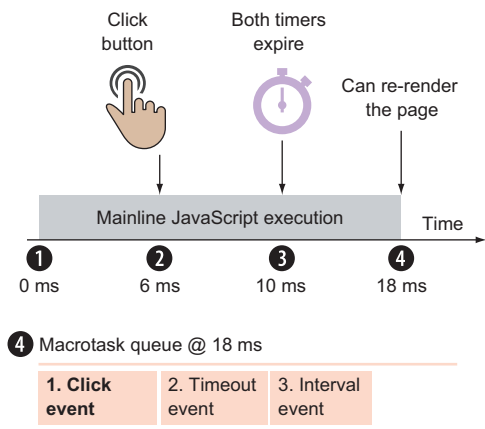 Click
button
Both timers
expire
Can re-render
the page
Mainline JavaScript execution
Time
1
2
3
4
0 ms
6 ms
10 ms
18 ms
4 Macrotask queue @ 18 ms
1. Click
event
2. Timeout
event
3. Interval
event